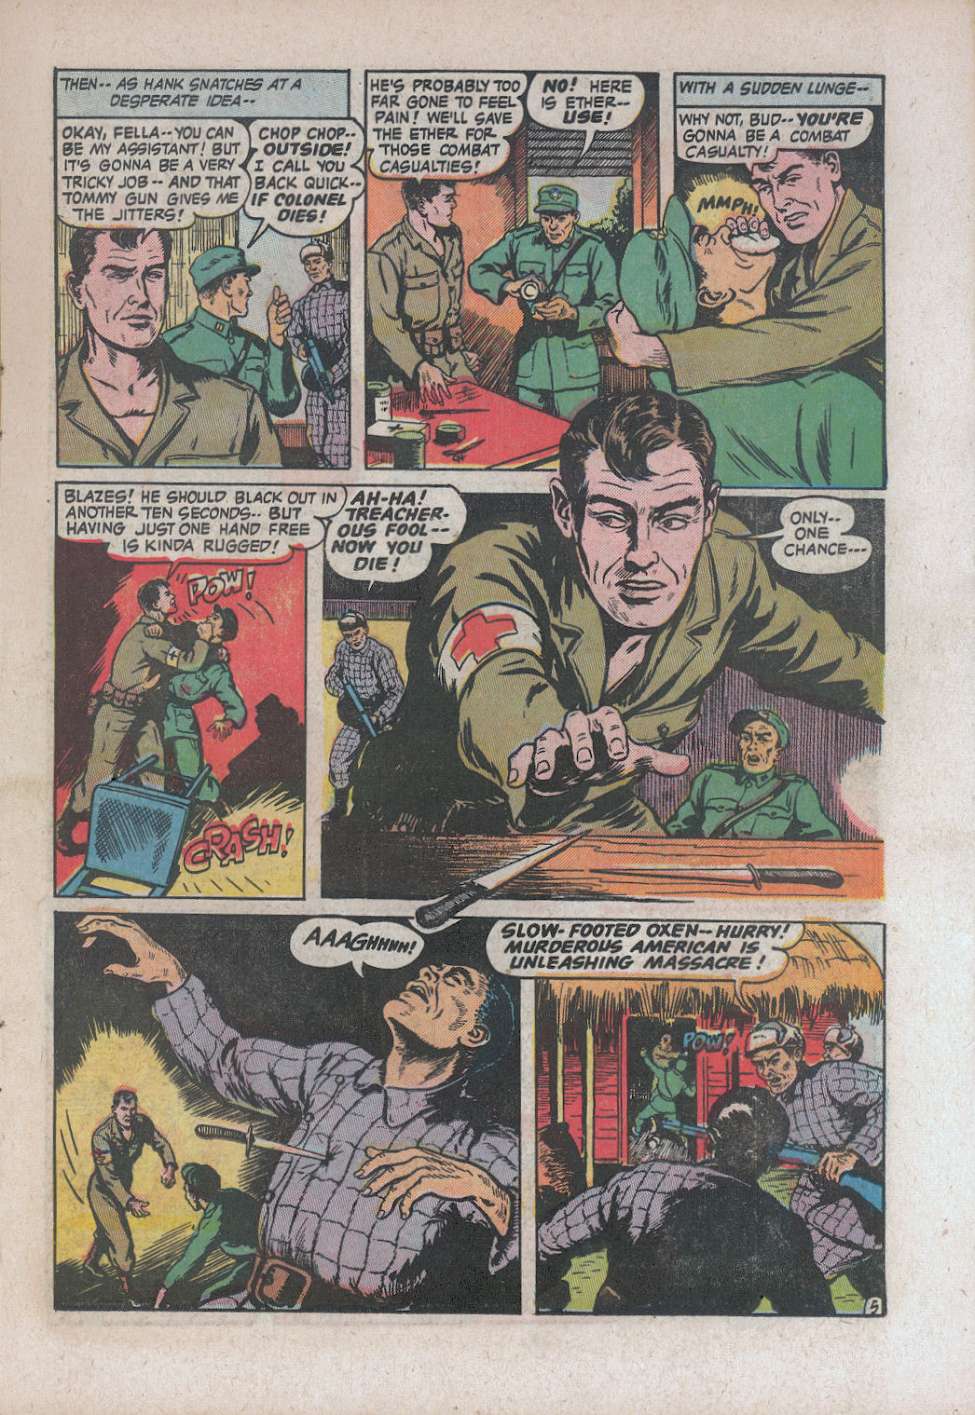 THEN-- AS HANK SNATCHES AT A
DESPERATE IDEA--
OKAY, FELLA--YOU CAN
BE MY ASSISTANT! BUT
IT'S GONNA BE A VERY
TRICKY JOB-- AND THAT
TOMMY GUN GIVES ME
THE JITTERS!
CHOP CHOP--
OUTSIDE!
I CALL YOU
BACK QUICK--
IF COLONEL
DIES!
HE'S PROBABLY TOO
FAR GONE TO FEEL
PAIN! WE'LL SAVE
THE ETHER FOR
THOSE COMBAT
CASUALTIES!
NO! HERE
IS ETHER--
USE!
WITH A SUDDEN LUNGE--
WHY NOT, BUD--YOU'RE
GONNA BE A COMBAT
CASUALTY!
MMPH!
BLAZES! HE SHOULD BLACK OUT IN
ANOTHER TEN SECONDS-- BUT
HAVING JUST ONE HAND FREE
IS KINDA RUGGED!
POW!
CRASH!
AH-HA!
TREACHER-
OUS FOOL--
NOW YOU
DIE!
ONLY--
ONE
CHANCE---
AAAGHHHH!
SLOW-FOOTED OXEN--HURRY!
MURDEROUS AMERICAN IS
UNLEASHING MASSACRE!
POW!
5